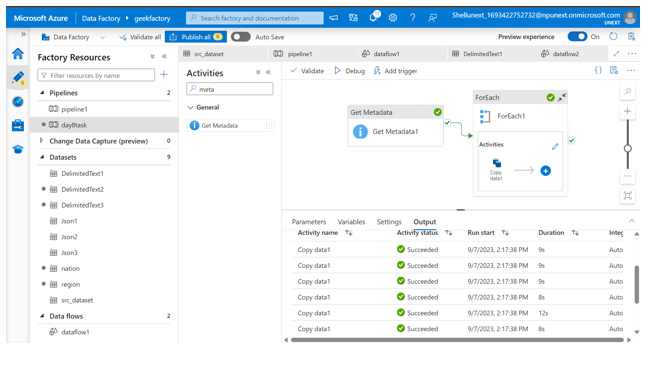 Microsoft Azure | Data Factory ▸ geekfactory
Search factory and documentation
Shellunext_1693422752732@npunext.onmicrosoft.com
UNEXT
Data Factory
Validate all
Publish all
Auto Save
Preview experience
On
Factory Resources
Filter resources by name
Pipelines 2
pipeline1
day8task
Change Data Capture (preview) 0
Datasets 9
DelimitedText1
DelimitedText2
DelimitedText3
Json1
Json2
Json3
nation
region
src_dataset
Data flows 2
dataflow1
src_dataset
pipeline1
dataflow1
DelimitedText1
dataflow2
Activities
meta
General
Get Metadata
Validate
Debug
Add trigger
Get Metadata
Get Metadata1
ForEach
ForEach1
Activities
Copy
data1
Parameters Variables Settings Output
Activity name Activity status Run start Duration Integ
Copy data1 Succeeded 9/7/2023, 2:17:38 PM 9s Auto
Copy data1 Succeeded 9/7/2023, 2:17:38 PM 9s Auto
Copy data1 Succeeded 9/7/2023, 2:17:38 PM 9s Auto
Copy data1 Succeeded 9/7/2023, 2:17:38 PM 8s Auto
Copy data1 Succeeded 9/7/2023, 2:17:38 PM 12s Auto
Copy data1 Succeeded 9/7/2023, 2:17:38 PM 8s Auto